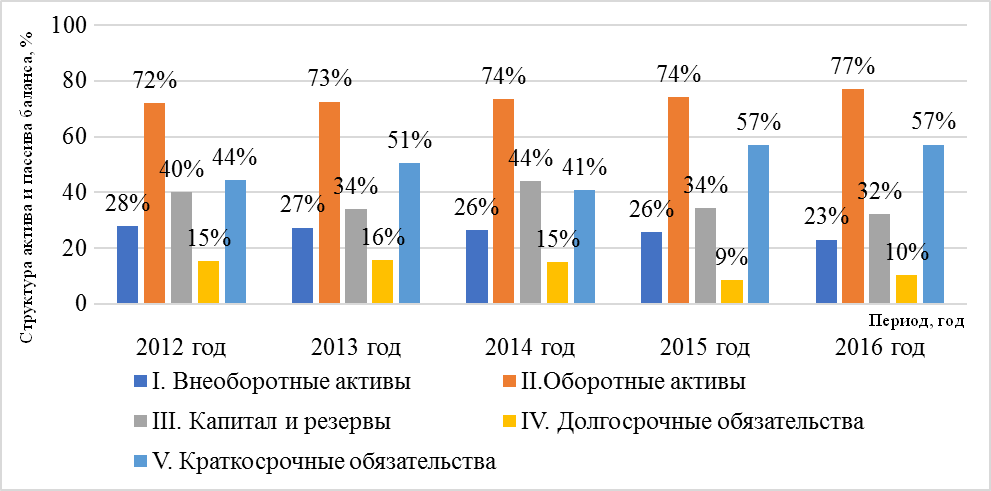 Структура актива и пассива баланса, %
100
80
60
40
20
0
28%
72%
40%
15%
44%
27%
73%
34%
16%
51%
26%
74%
44%
15%
41%
26%
74%
34%
9%
57%
23%
77%
32%
10%
57%
Период, год
2012 год
2013 год
2014 год
2015 год
2016 год
I. Внеоборотные активы
II.Оборотные активы
III. Капитал и резервы
IV. Долгосрочные обязательства
V. Краткосрочные обязательства